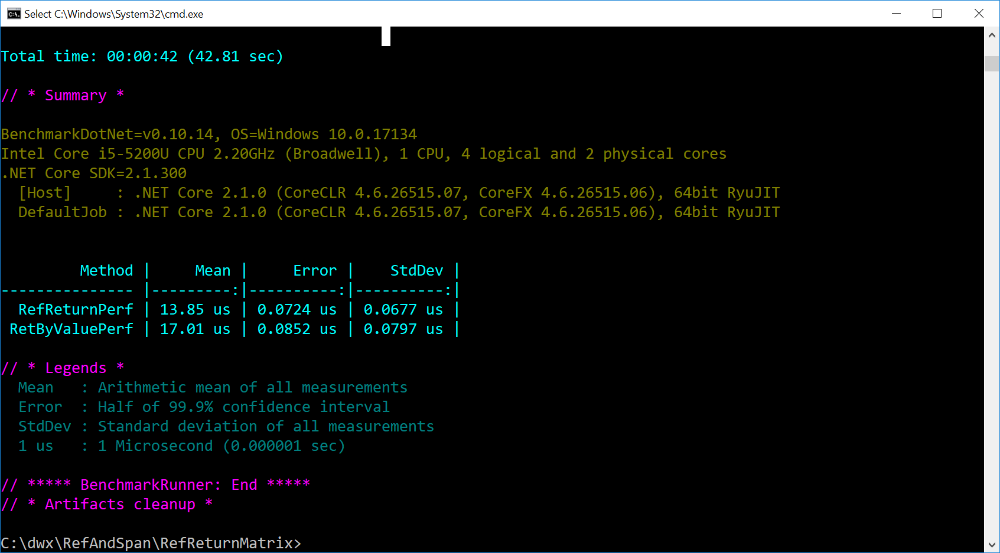 Select C:\Windows\System32\cmd.exe
Total time: 00:00:42 (42.81 sec)
// * Summary *
BenchmarkDotNet=v0.10.14, OS=Windows 10.0.17134
Intel Core i5-5200U CPU 2.20GHz (Broadwell), 1 CPU, 4 logical and 2 physical cores
.NET Core SDK=2.1.300
  [Host]     : .NET Core 2.1.0 (CoreCLR 4.6.26515.07, CoreFX 4.6.26515.06), 64bit RyuJIT
  DefaultJob : .NET Core 2.1.0 (CoreCLR 4.6.26515.07, CoreFX 4.6.26515.06), 64bit RyuJIT
         Method |     Mean |     Error |    StdDev |
--------------- |---------:|----------:|----------:|
  RefReturnPerf | 13.85 us | 0.0724 us | 0.0677 us |
 RetByValuePerf | 17.01 us | 0.0852 us | 0.0797 us |
// * Legends *
  Mean   : Arithmetic mean of all measurements
  Error  : Half of 99.9% confidence interval
  StdDev : Standard deviation of all measurements
  1 us   : 1 Microsecond (0.000001 sec)
// ***** BenchmarkRunner: End *****
// * Artifacts cleanup *
C:\dwx\RefAndSpan\RefReturnMatrix>